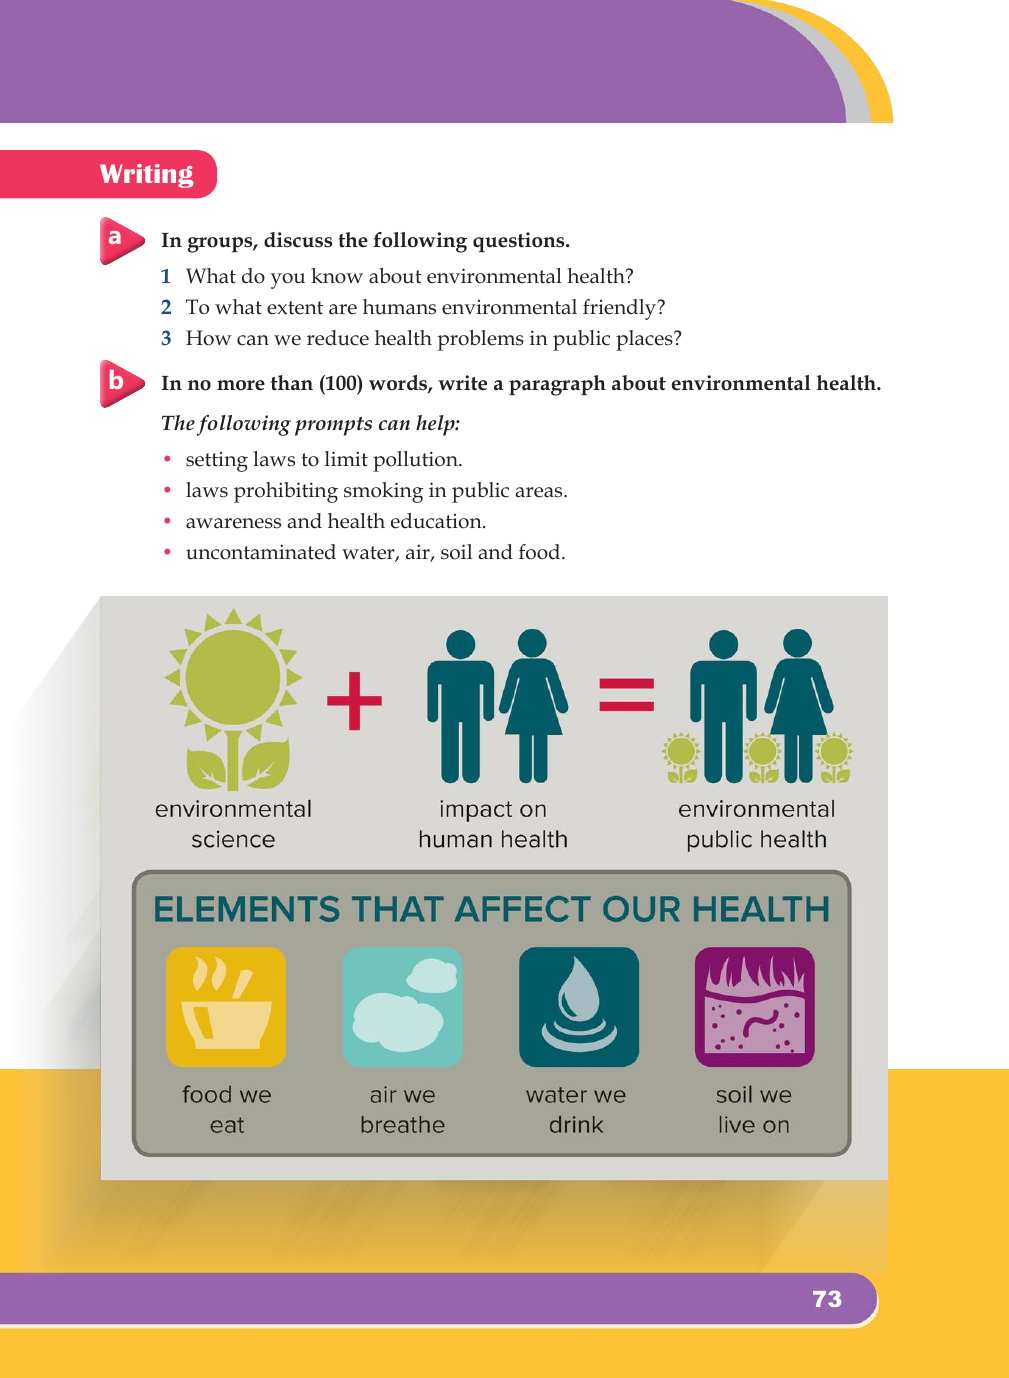 Writing
a
In groups, discuss the following questions.
1 What do you know about environmental health?
2 To what extent are humans environmental friendly?
3 How can we reduce health problems in public places?
b
In no more than (100) words, write a paragraph about environmental health.
The following prompts can help:
• setting laws to limit pollution.
• laws prohibiting smoking in public areas.
• awareness and health education.
• uncontaminated water, air, soil and food.
+
=
environmental
science
impact on
human health
environmental
public health
ELEMENTS THAT AFFECT OUR HEALTH
food we
eat
air we
breathe
water we
drink
soil we
live on
73